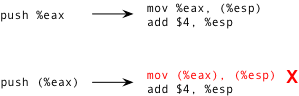 push %eax
mov %eax, (%esp)
add $4, %esp
push (%eax)
mov (%eax), (%esp) X
add $4, %esp